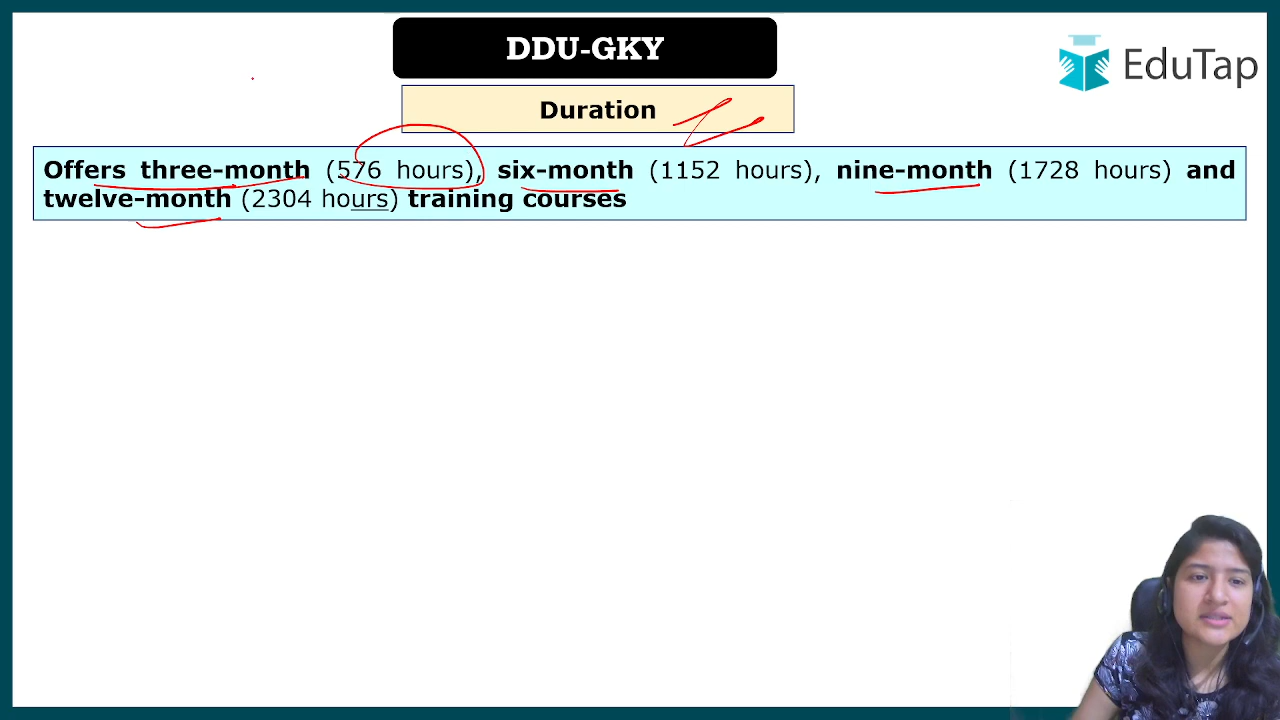 DDU-GKY
EduTap
Duration
Offers three-month (576 hours), six-month (1152 hours), nine-month (1728 hours) and
twelve-month (2304 hours) training courses